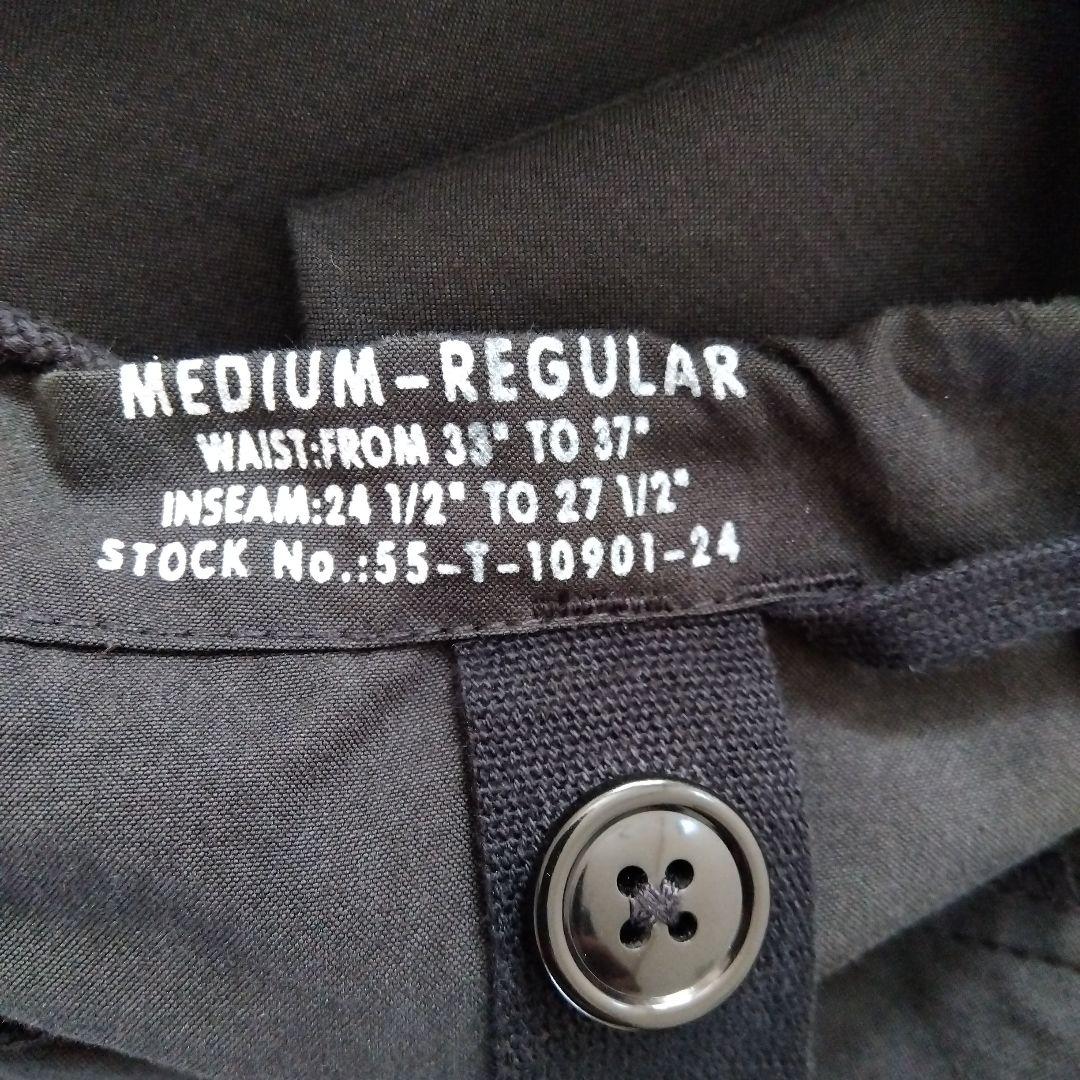 MEDIUM-REGULAR
WAIST:FROM 33" TO 37"
INSEAM:24 1/2" TO 27 1/2"
STOCK No.:55-T-10901-24